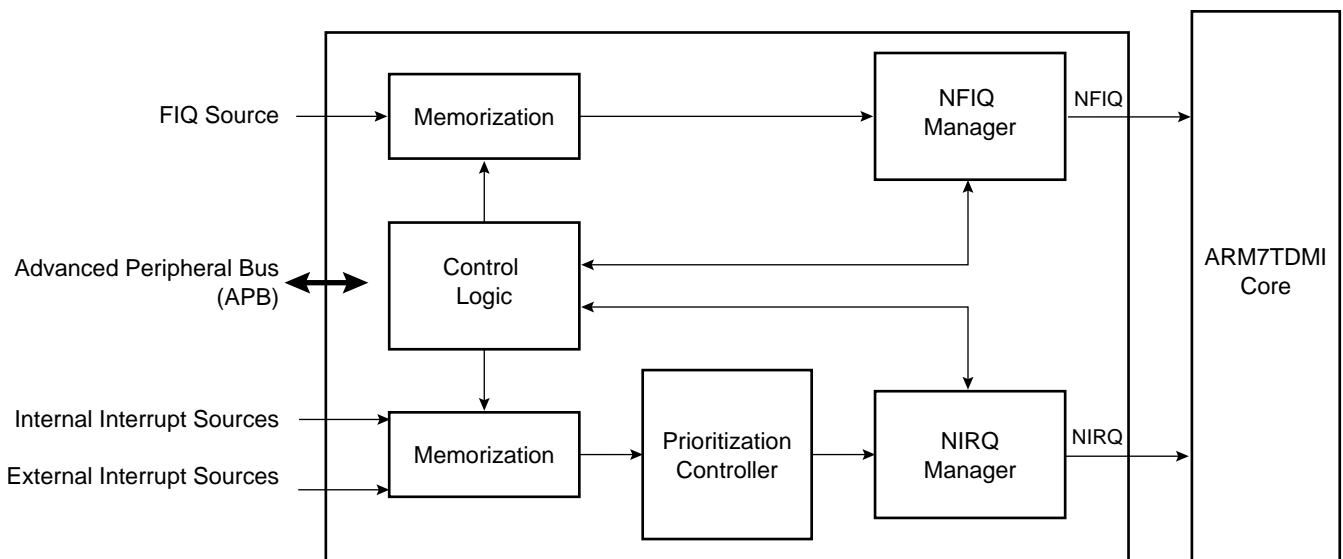 FIQ Source
Memorization
NFIQ
Manager
NFIQ
Advanced Peripheral Bus
(APB)
Control
Logic
ARM7TDMI
Core
Internal Interrupt Sources
External Interrupt Sources
Memorization
Prioritization
Controller
NIRQ
Manager
NIRQ